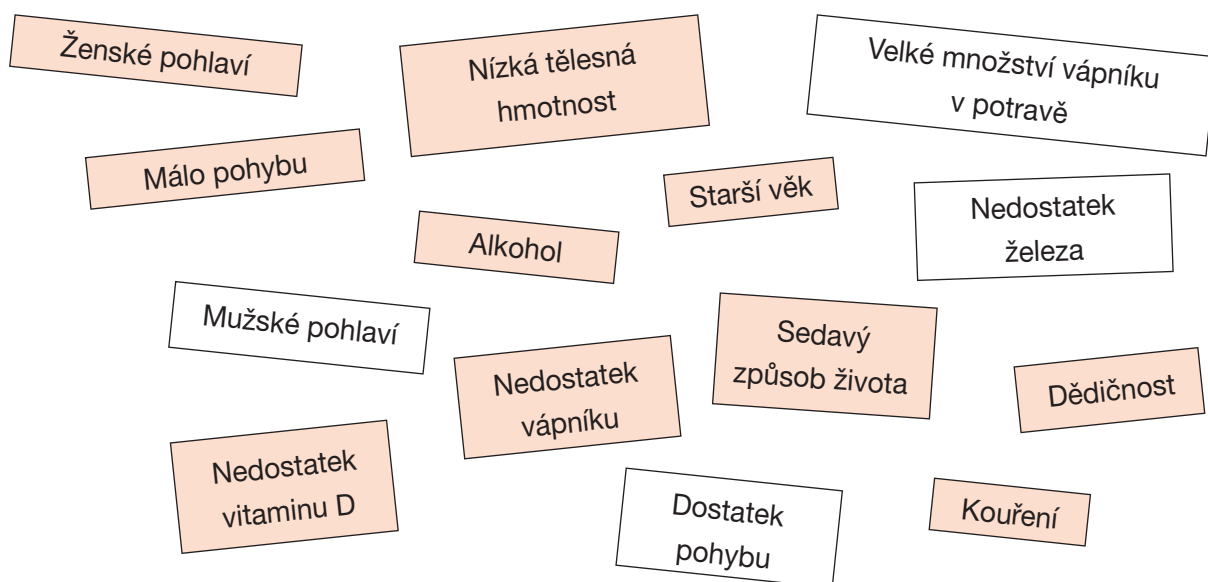 Ženské pohlaví
Nízká tělesná
hmotnost
Velké množství vápníku
v potravě
Málo pohybu
Starší věk
Nedostatek
železa
Alkohol
Mužské pohlaví
Sedavý
způsob života
Nedostatek
vápníku
Dědičnost
Nedostatek
vitaminu D
Dostatek
pohybu
Kouření